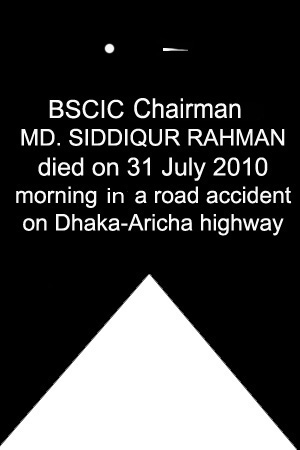 BSCIC Chairman
MD. SIDDIQUR RAHMAN
died on 31 July 2010
morning in a road accident
on Dhaka-Aricha highway